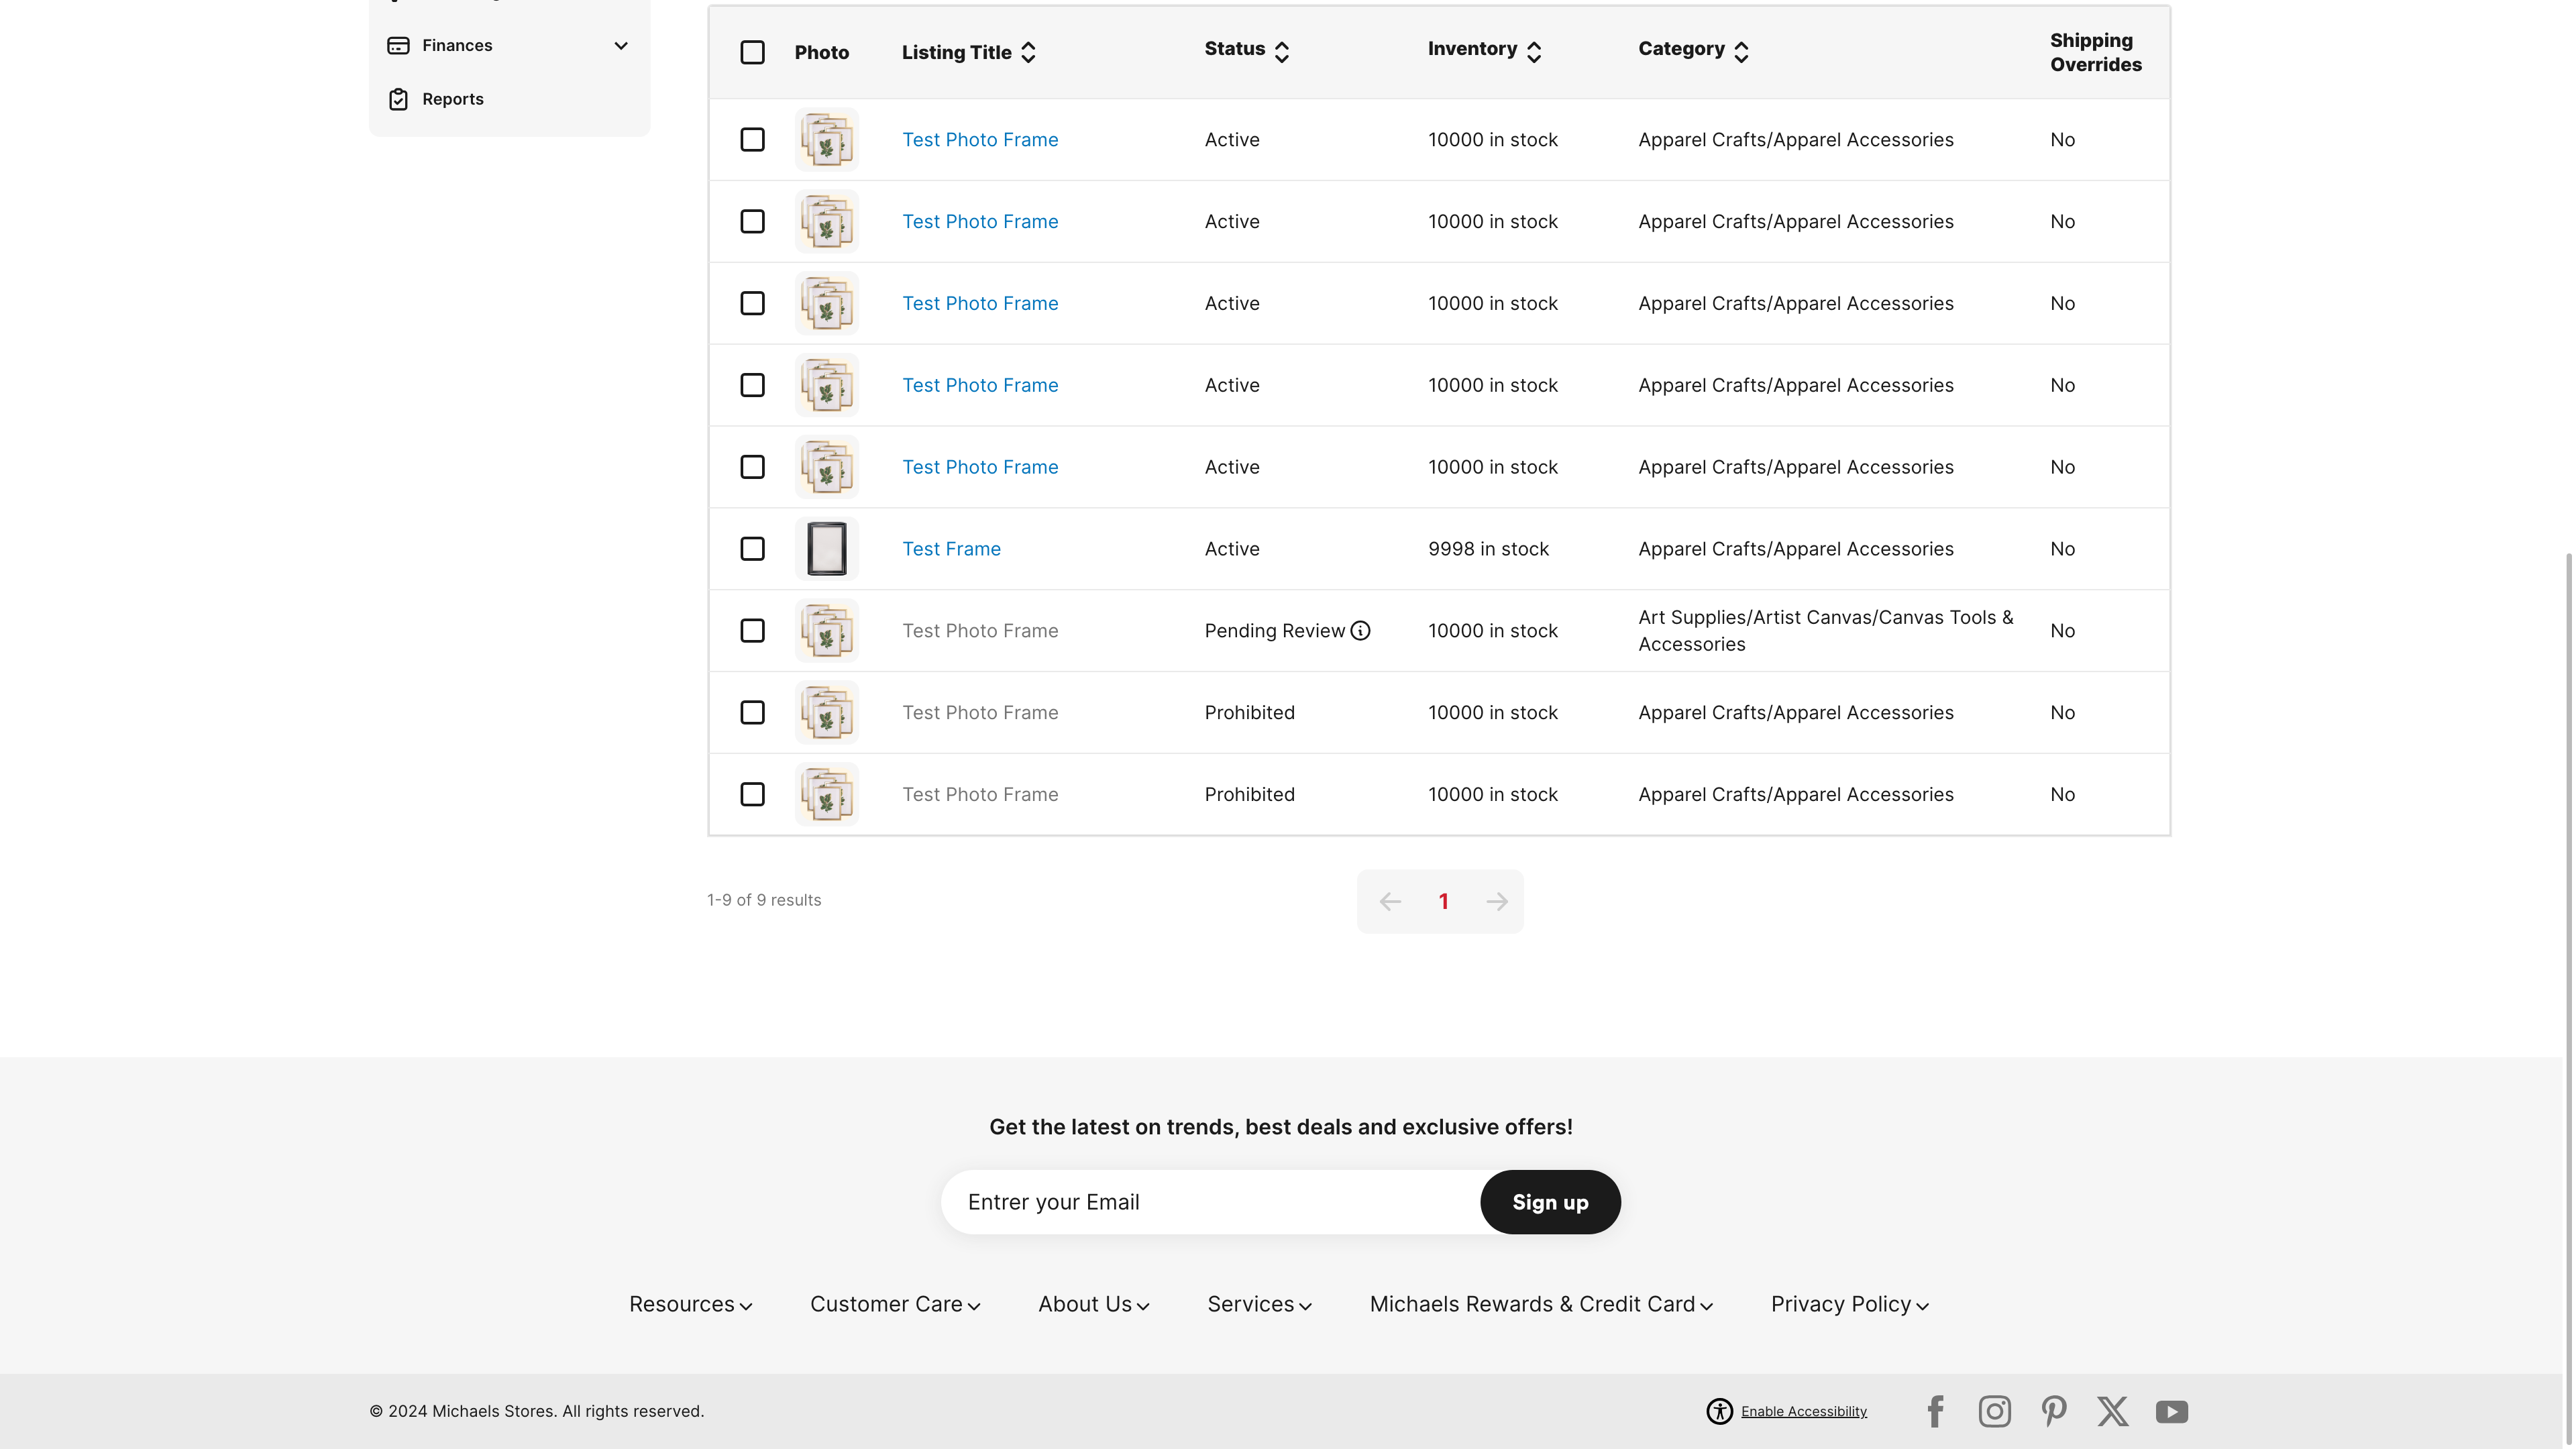 Finances
Reports
Photo Listing Title Status Inventory Category Shipping Overrides
Test Photo Frame Active 10000 in stock Apparel Crafts/Apparel Accessories No
Test Photo Frame Active 10000 in stock Apparel Crafts/Apparel Accessories No
Test Photo Frame Active 10000 in stock Apparel Crafts/Apparel Accessories No
Test Photo Frame Active 10000 in stock Apparel Crafts/Apparel Accessories No
Test Photo Frame Active 10000 in stock Apparel Crafts/Apparel Accessories No
Test Frame Active 9998 in stock Apparel Crafts/Apparel Accessories No
Test Photo Frame Pending Review 10000 in stock Art Supplies/Artist Canvas/Canvas Tools & Accessories No
Test Photo Frame Prohibited 10000 in stock Apparel Crafts/Apparel Accessories No
Test Photo Frame Prohibited 10000 in stock Apparel Crafts/Apparel Accessories No
1-9 of 9 results 1
Get the latest on trends, best deals and exclusive offers!
Entrer your Email Sign up
Resources Customer Care About Us Services Michaels Rewards & Credit Card Privacy Policy
© 2024 Michaels Stores. All rights reserved. Enable Accessibility